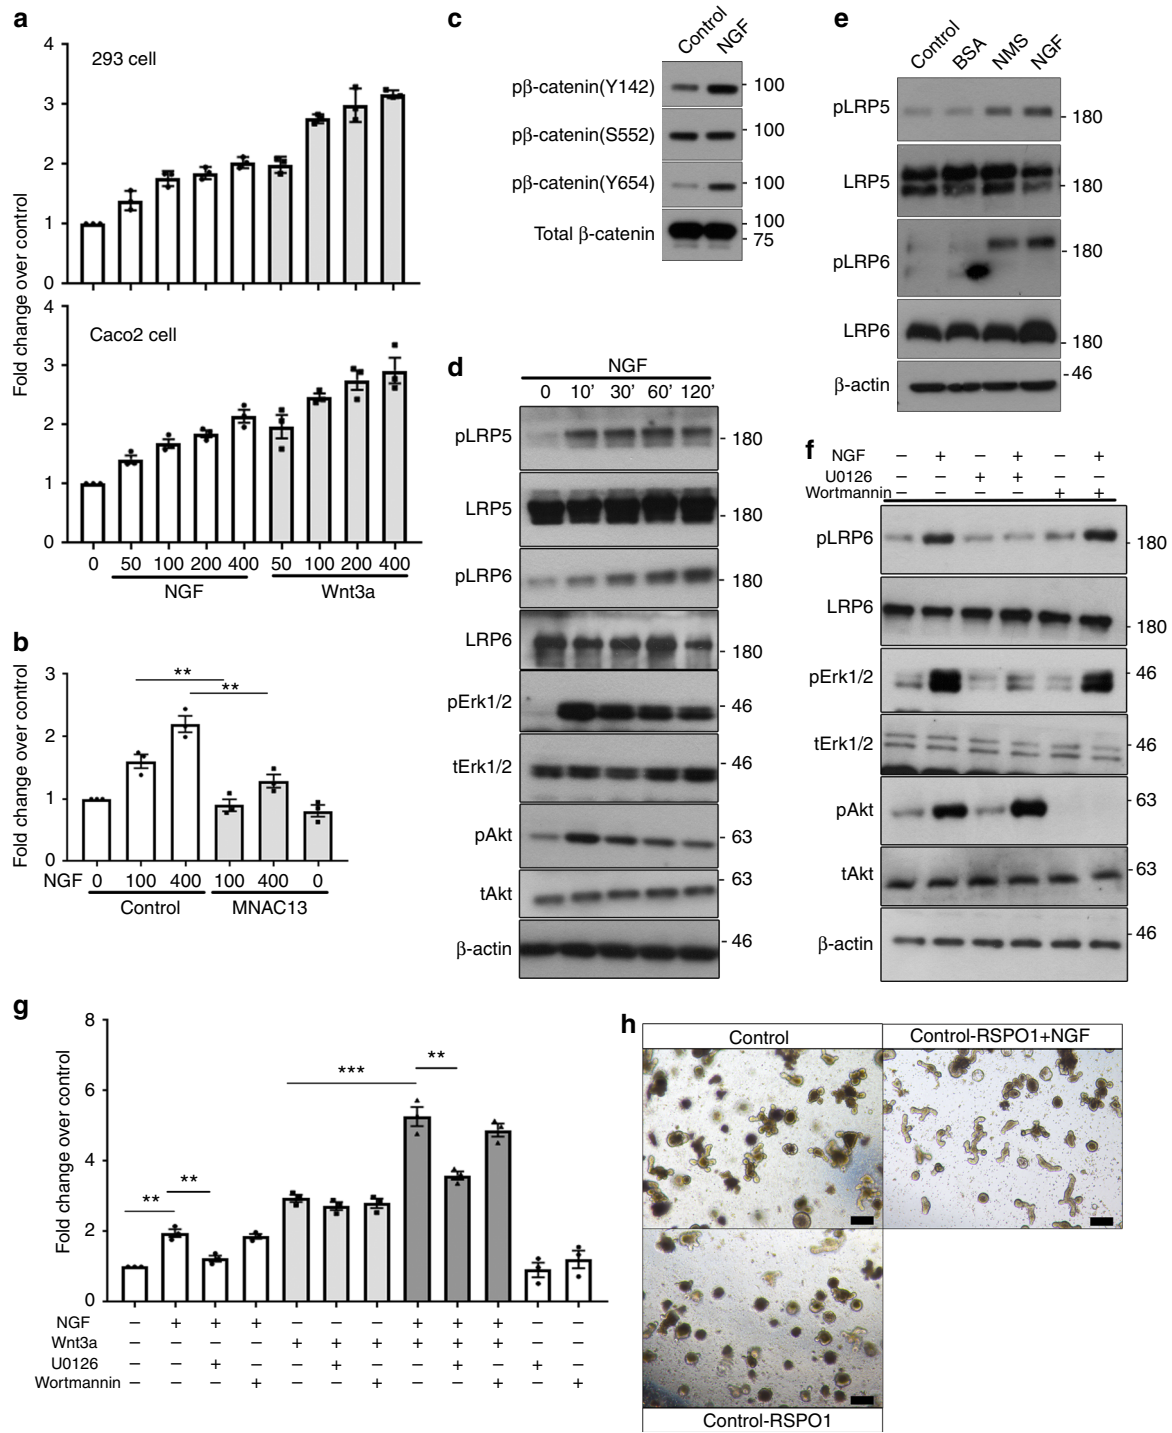 a
293 cell
Fold change over control
4
3
2
1
0
Caco2 cell
4
3
2
1
0
0 50 100 200 400 50 100 200 400
NGF Wnt3a
b
Fold change over control
3
2
1
0
** **
NGF 0 100 400 100 400 0
Control MNAC13
c
Control NGF
pβ-catenin(Y142) 100
pβ-catenin(S552) 100
pβ-catenin(Y654) 100
Total β-catenin 100
75
d
NGF
0 10’ 30’ 60’ 120’
pLRP5 180
LRP5 180
pLRP6 180
LRP6 180
pErk1/2 46
tErk1/2 46
pAkt 63
tAkt 63
β-actin 46
e
Control BSA NMS NGF
pLRP5 180
LRP5 180
pLRP6 180
LRP6 180
β-actin 46
f
NGF – + – + – +
U0126 – – + + – –
Wortmannin – – – – + +
pLRP6 180
LRP6 180
pErk1/2 46
tErk1/2 46
pAkt 63
tAkt 63
β-actin 46
g
Fold change over control
8
6
4
2
0
** ** *** **
NGF – + + + – – – + + + – –
Wnt3a – – – – + + + + + + – –
U0126 – – + – – + – – + – + –
Wortmannin – – – + – – + – – + – +
h
Control Control-RSPO1+NGF
Control-RSPO1